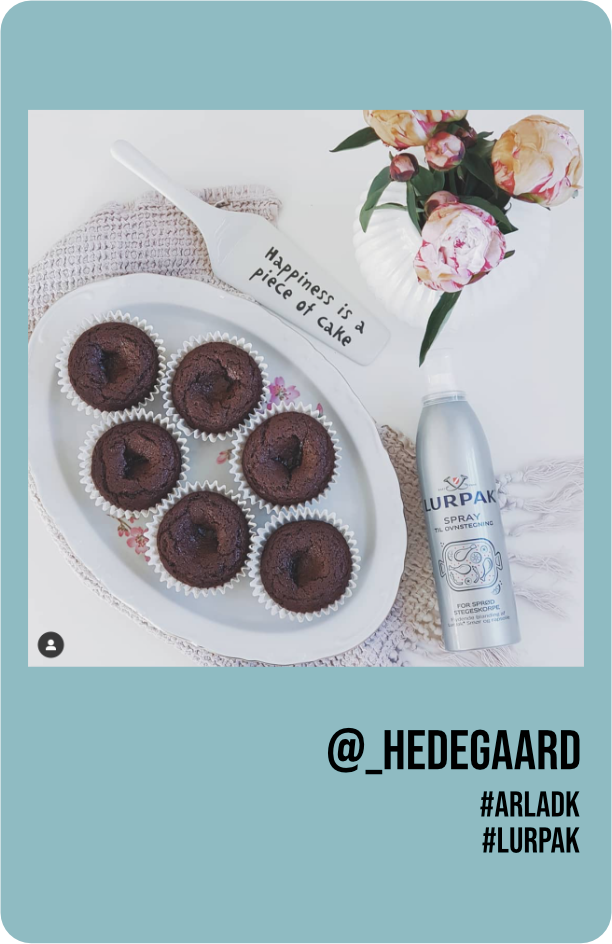 Happiness is a
piece of cake
LURPAK
SPRAY
TIL OVNSTEGNING
FOR SPRØD
STEGESKORPE
@_HEDEGAARD
#ARLADK
#LURPAK